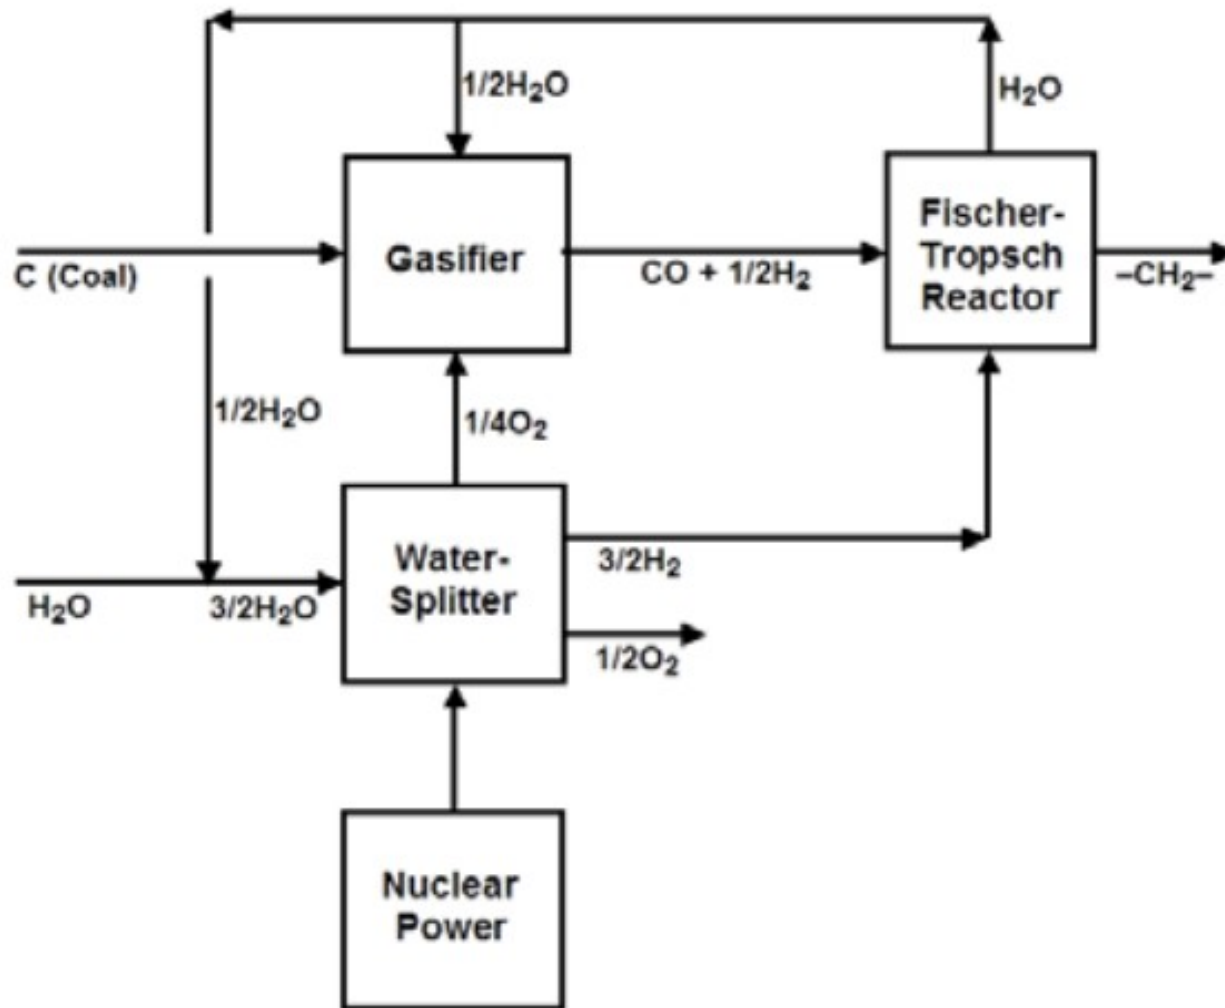 1/2H₂O
H₂O
Gasifier
Fischer-
Tropsch
Reactor
C (Coal)
CO + 1/2H₂
–CH₂–
1/2H₂O
1/4O₂
Water-
Splitter
3/2H₂
H₂O
3/2H₂O
1/2O₂
Nuclear
Power